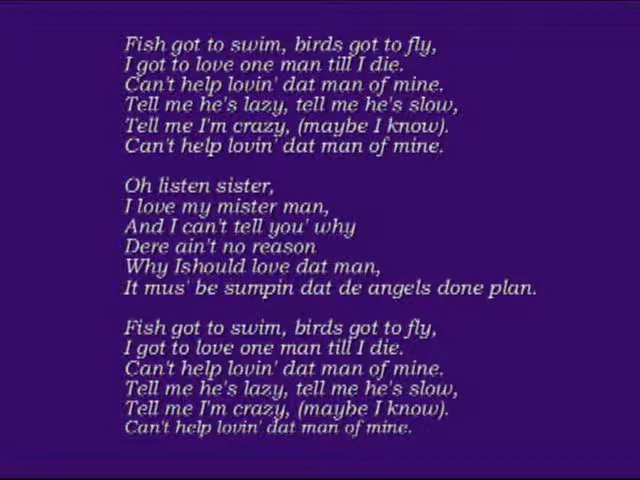 Fish got to swim, birds got to fly,
I got to love one man till I die.
Can't help lovin' dat man of mine.
Tell me he's lazy, tell me he's slow,
Tell me I'm crazy, (maybe I know).
Can't help lovin' dat man of mine.
Oh listen sister,
I love my mister man,
And I can't tell you' why
Dere ain't no reason
Why Ishould love dat man,
It mus' be sumpin dat de angels done plan.
Fish got to swim, birds got to fly,
I got to love one man till I die.
Can't help lovin' dat man of mine.
Tell me he's lazy, tell me he's slow,
Tell me I'm crazy, (maybe I know).
Can't help lovin' dat man of mine.